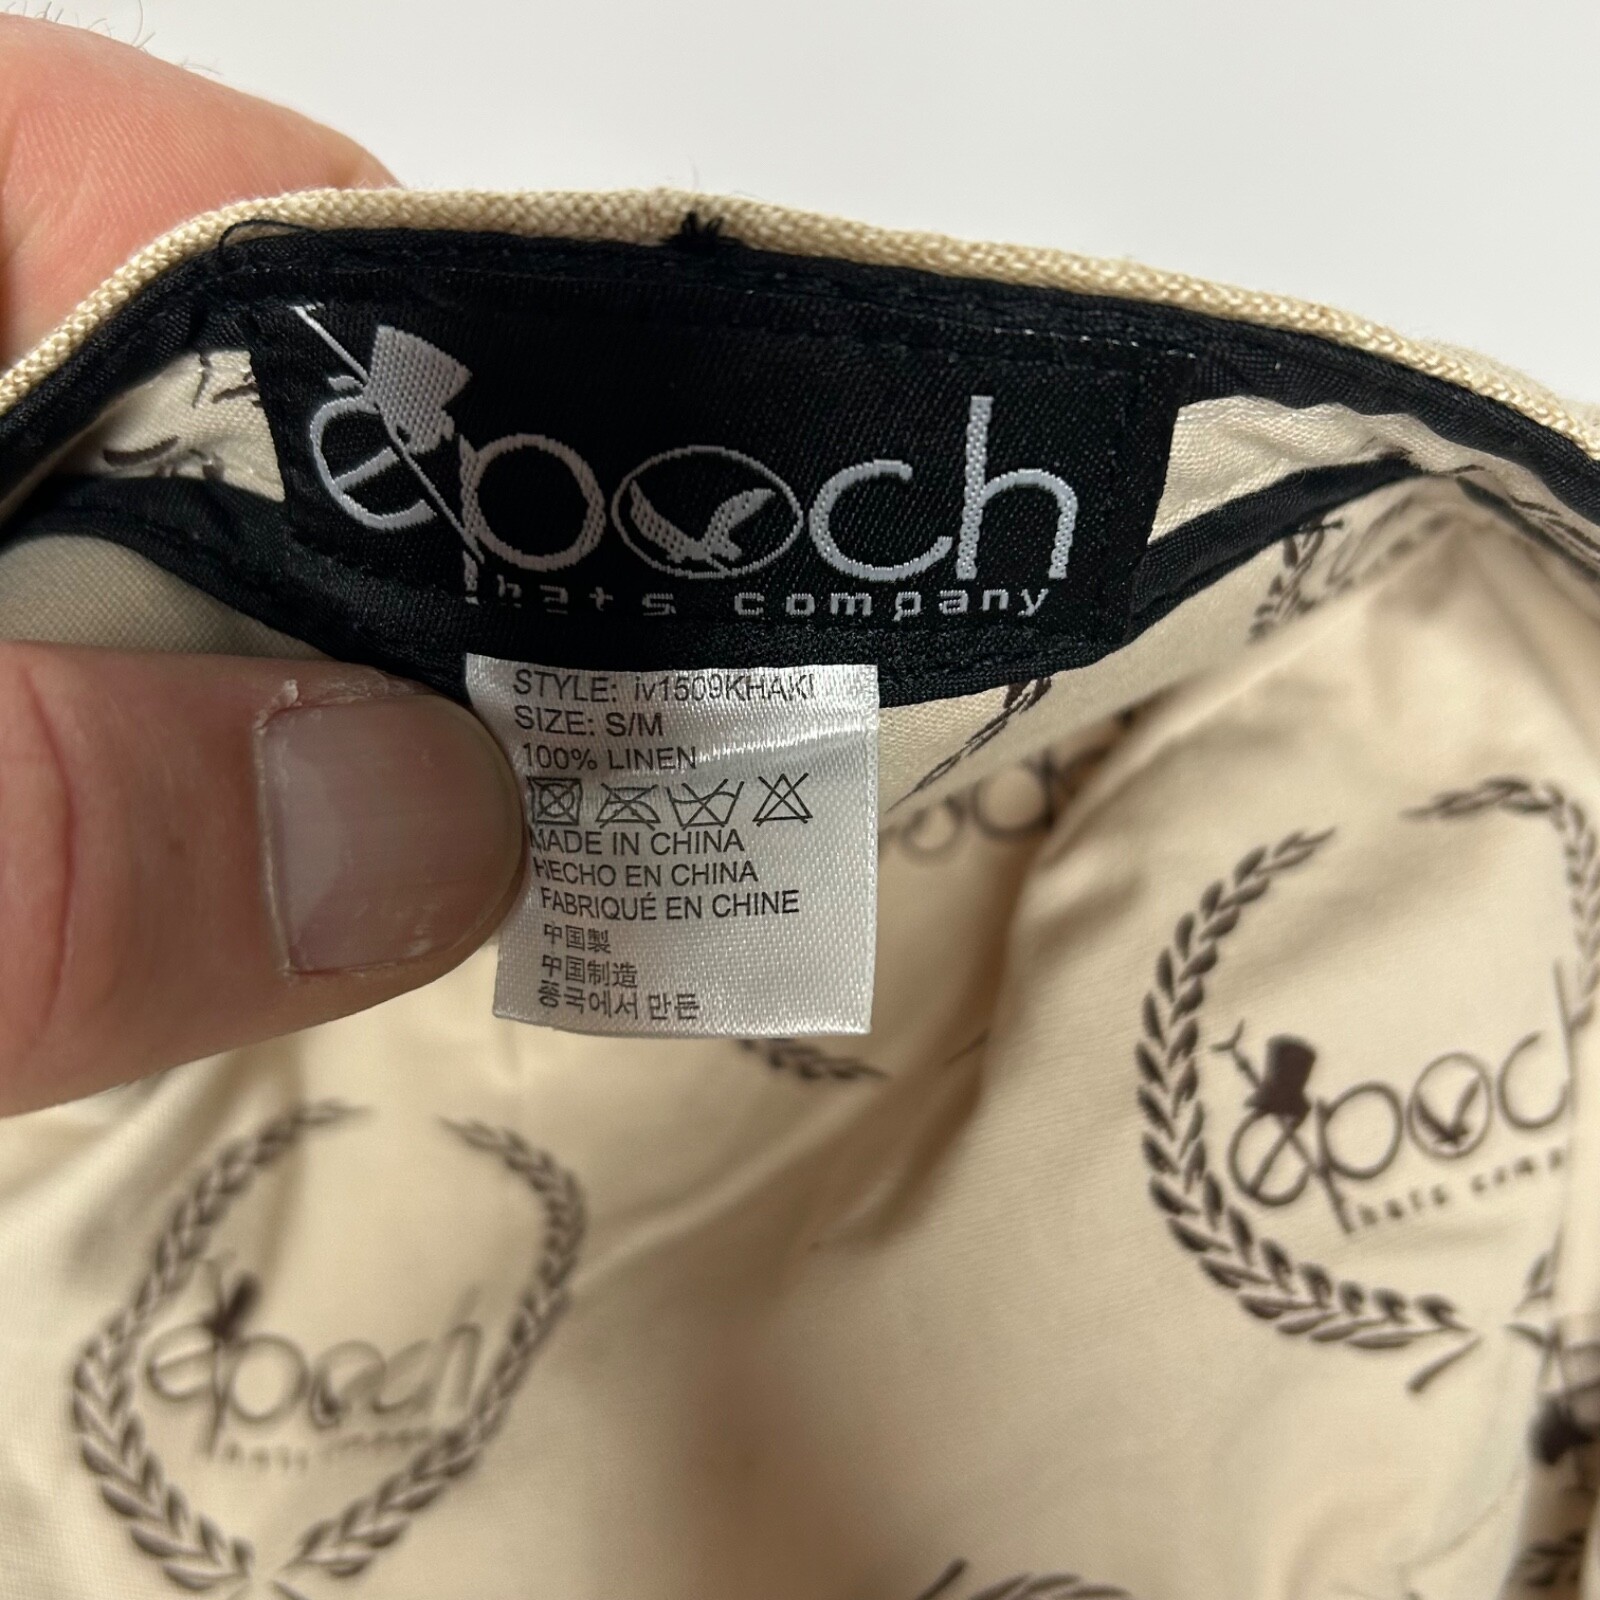 epoch
hats company
STYLE: iv1509KHAKI
SIZE: S/M
100% LINEN
MADE IN CHINA
HECHO EN CHINA
FABRIQUÉ EN CHINE
中国製
中国制造
중국에서 만든
epoch
hats
epoch
hats company